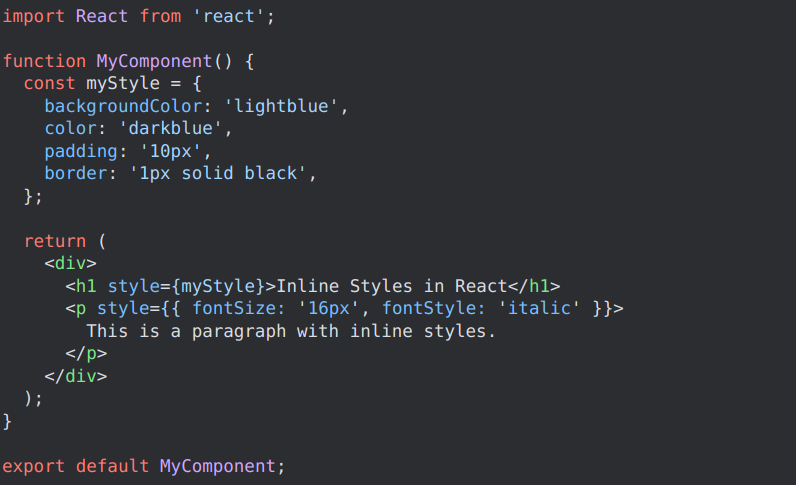 import React from 'react';

function MyComponent() {
  const myStyle = {
    backgroundColor: 'lightblue',
    color: 'darkblue',
    padding: '10px',
    border: '1px solid black',
  };

  return (
    <div>
      <h1 style={myStyle}>Inline Styles in React</h1>
      <p style={{ fontSize: '16px', fontStyle: 'italic' }}>
        This is a paragraph with inline styles.
      </p>
    </div>
  );
}

export default MyComponent;